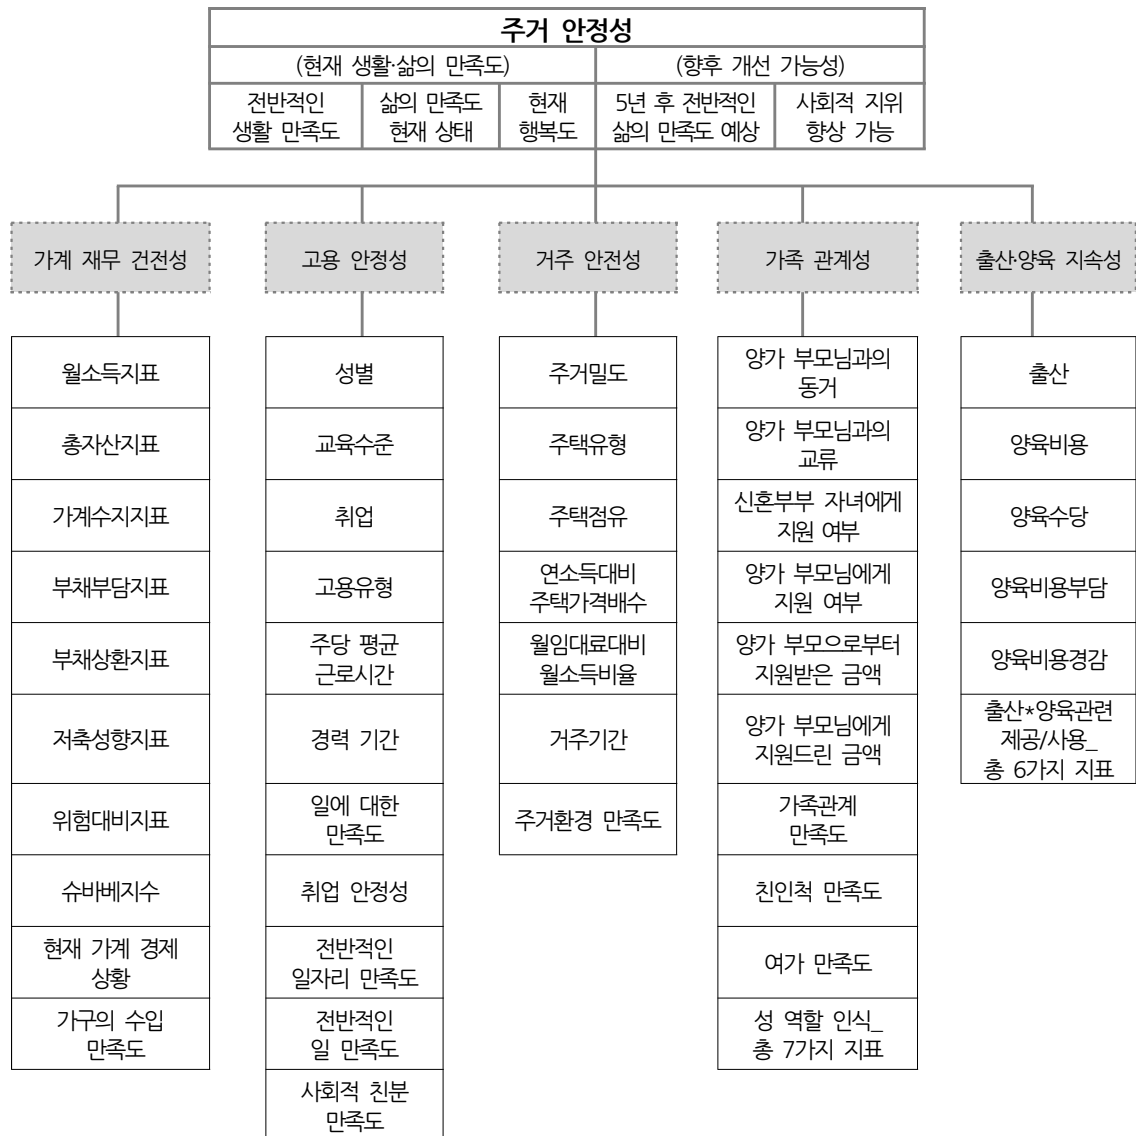 주거 안정성
(현재 생활·삶의 만족도)
(향후 개선 가능성)
전반적인
생활 만족도
삶의 만족도
현재 상태
현재
행복도
5년 후 전반적인
삶의 만족도 예상
사회적 지위
향상 가능
가계 재무 건전성
고용 안정성
거주 안전성
가족 관계성
출산·양육 지속성
월소득지표
총자산지표
가계수지지표
부채부담지표
부채상환지표
저축성향지표
위험대비지표
슈바베지수
현재 가계 경제
상황
가구의 수입
만족도
성별
교육수준
취업
고용유형
주당 평균
근로시간
경력 기간
일에 대한
만족도
취업 안정성
전반적인
일자리 만족도
전반적인
일 만족도
사회적 친분
만족도
주거밀도
주택유형
주택점유
연소득대비
주택가격배수
월임대료대비
월소득비율
거주기간
주거환경 만족도
양가 부모님과의
동거
양가 부모님과의
교류
신혼부부 자녀에게
지원 여부
양가 부모님에게
지원 여부
양가 부모으로부터
지원받은 금액
양가 부모님에게
지원드린 금액
가족관계
만족도
친인척 만족도
여가 만족도
성 역할 인식_
총 7가지 지표
출산
양육비용
양육수당
양육비용부담
양육비용경감
출산*양육관련
제공/사용_
총 6가지 지표